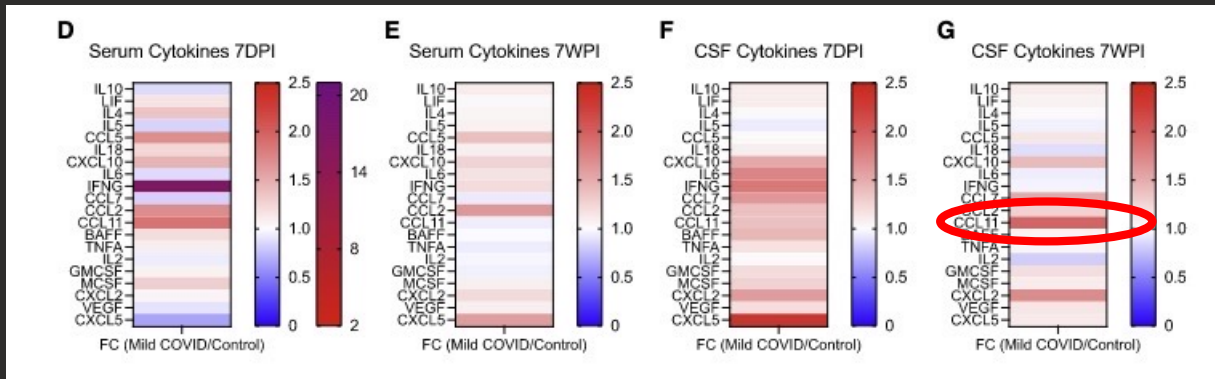 D
Serum Cytokines 7DPI
IL10
LIF
IL4
IL5
CCL5
IL18
CXCL10
IL6
IFNG
CCL7
CCL2
CCL11
BAFF
TNFA
IL2
GMCSF
MCSF
CXCL2
VEGF
CXCL5
2.5
2.0
1.5
1.0
0.5
0
20
14
8
2
FC (Mild COVID/Control)
E
Serum Cytokines 7WPI
IL10
LIF
IL4
IL5
CCL5
IL18
CXCL10
IL6
IFNG
CCL7
CCL2
CCL11
BAFF
TNFA
IL2
GMCSF
MCSF
CXCL2
VEGF
CXCL5
2.5
2.0
1.5
1.0
0.5
0
FC (Mild COVID/Control)
F
CSF Cytokines 7DPI
IL10
LIF
IL4
IL5
CCL5
IL18
CXCL10
IL6
IFNG
CCL7
CCL2
CCL11
BAFF
TNFA
IL2
GMCSF
MCSF
CXCL2
VEGF
CXCL5
2.5
2.0
1.5
1.0
0.5
0
FC (Mild COVID/Control)
G
CSF Cytokines 7WPI
IL10
LIF
IL4
IL5
CCL5
IL18
CXCL10
IL6
IFNG
CCL7
CCL2
CCL11
BAFF
TNFA
IL2
GMCSF
MCSF
CXCL2
VEGF
CXCL5
2.5
2.0
1.5
1.0
0.5
0
FC (Mild COVID/Control)